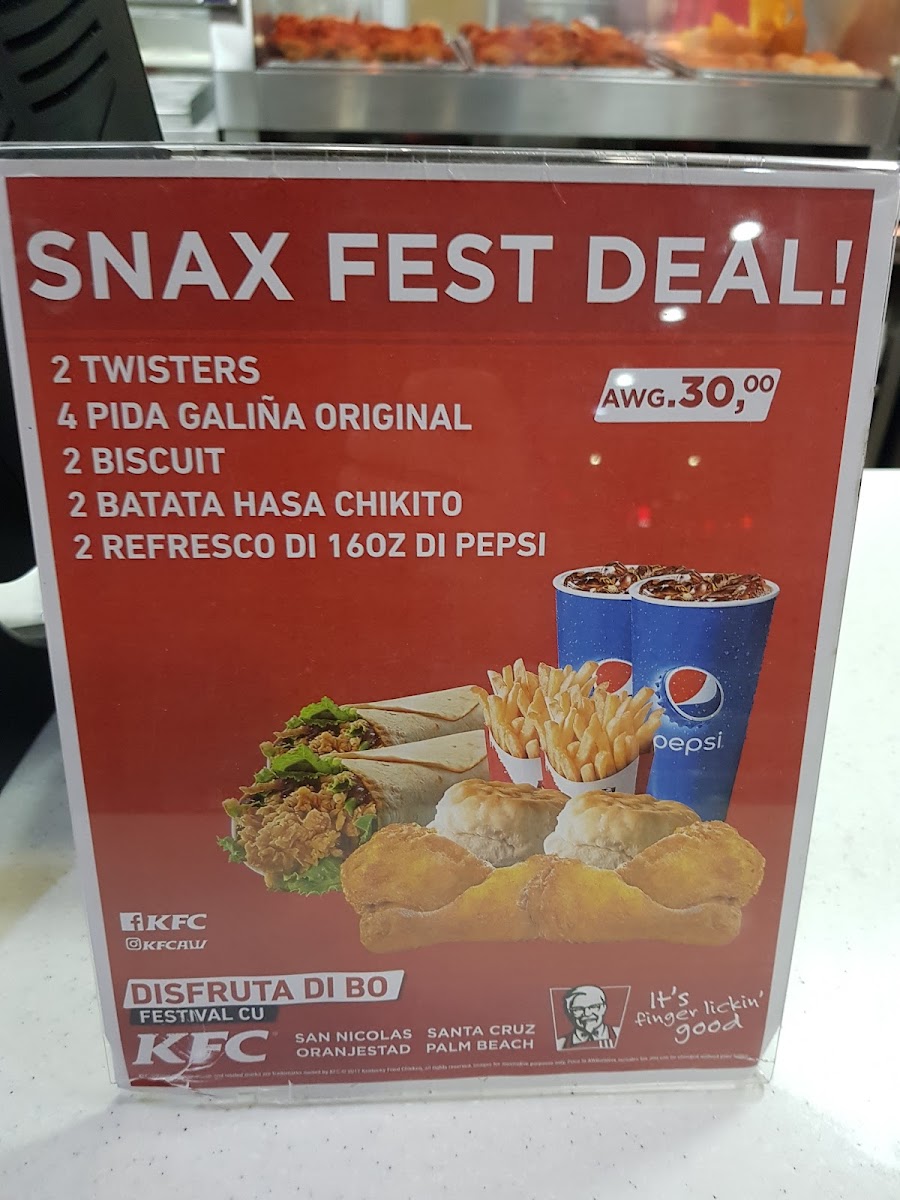 SNAX FEST DEAL!
2 TWISTERS
4 PIDA GALIÑA ORIGINAL
2 BISCUIT
2 BATATA HASA CHIKITO
2 REFRESCO DI 16OZ DI PEPSI
AWG.30,00
pepsi
KFC
KFCAW
DISFRUTA DI BO
FESTIVAL CU
KFC
SAN NICOLAS
ORANJESTAD
SANTA CRUZ
PALM BEACH
It's
finger lickin'
good